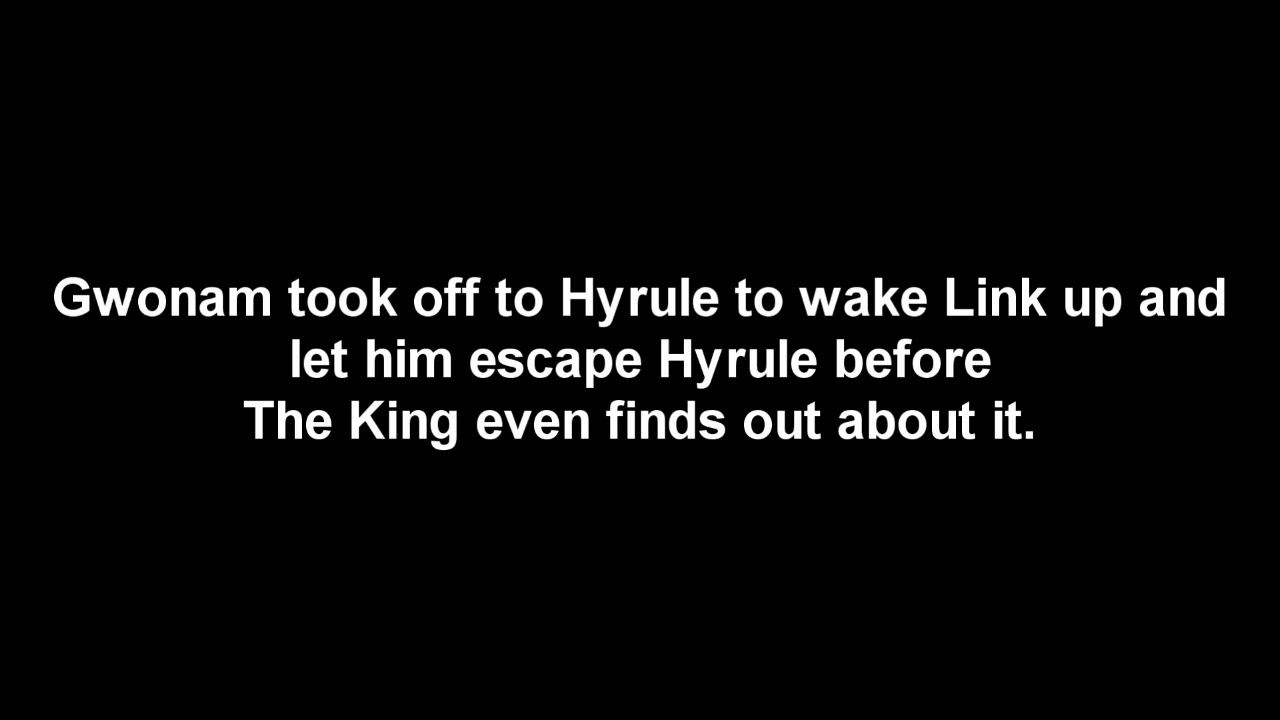 Gwonam took off to Hyrule to wake Link up and
let him escape Hyrule before
The King even finds out about it.